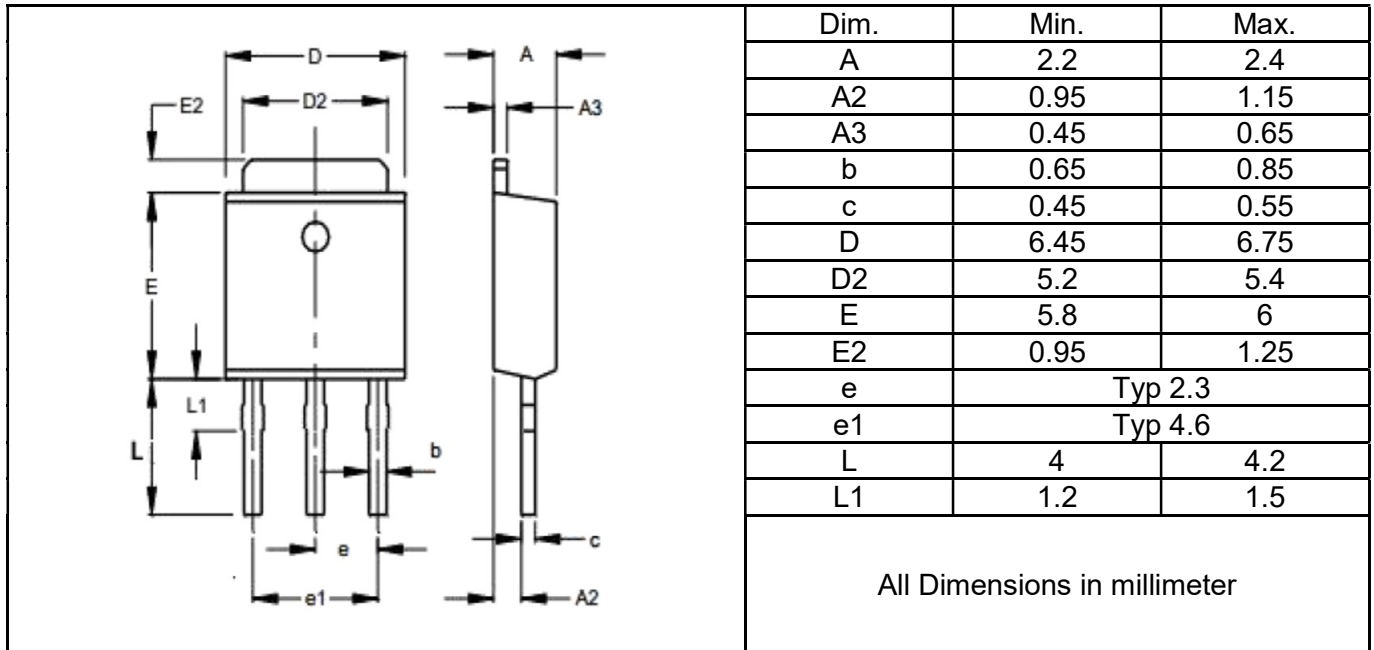 D
A
E2
D2
A3
E
L1
L
b
e
c
e1
A2
Dim. Min. Max.
A 2.2 2.4
A2 0.95 1.15
A3 0.45 0.65
b 0.65 0.85
c 0.45 0.55
D 6.45 6.75
D2 5.2 5.4
E 5.8 6
E2 0.95 1.25
e Typ 2.3
e1 Typ 4.6
L 4 4.2
L1 1.2 1.5
All Dimensions in millimeter